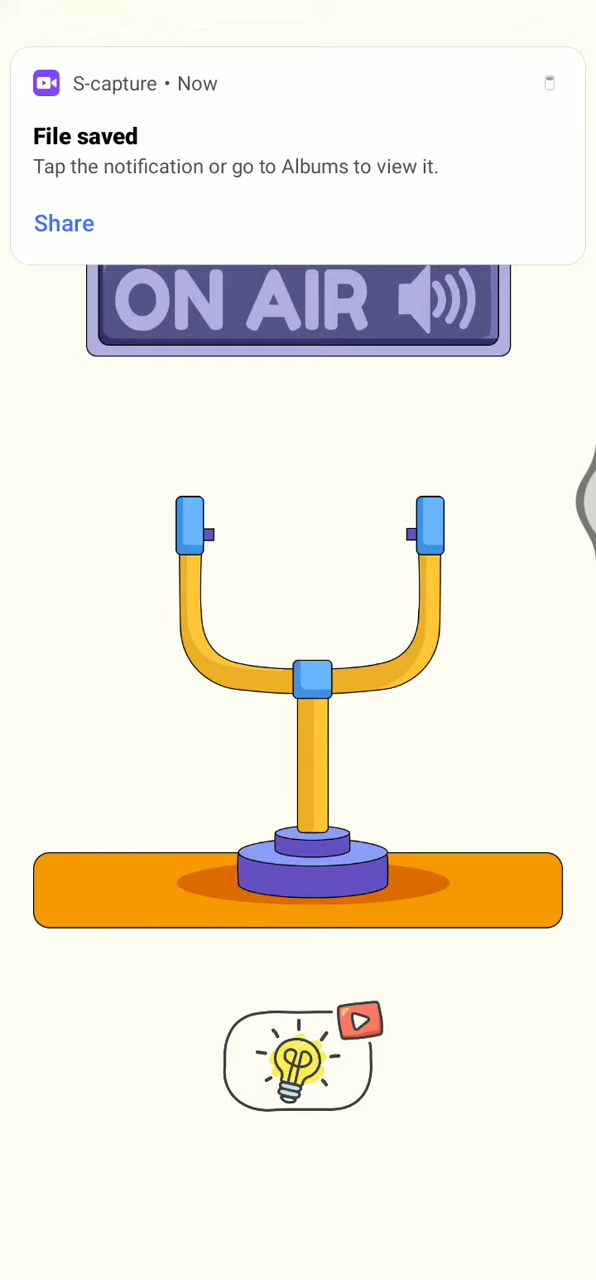 S-capture • Now
File saved
Tap the notification or go to Albums to view it.
Share
ON AIR